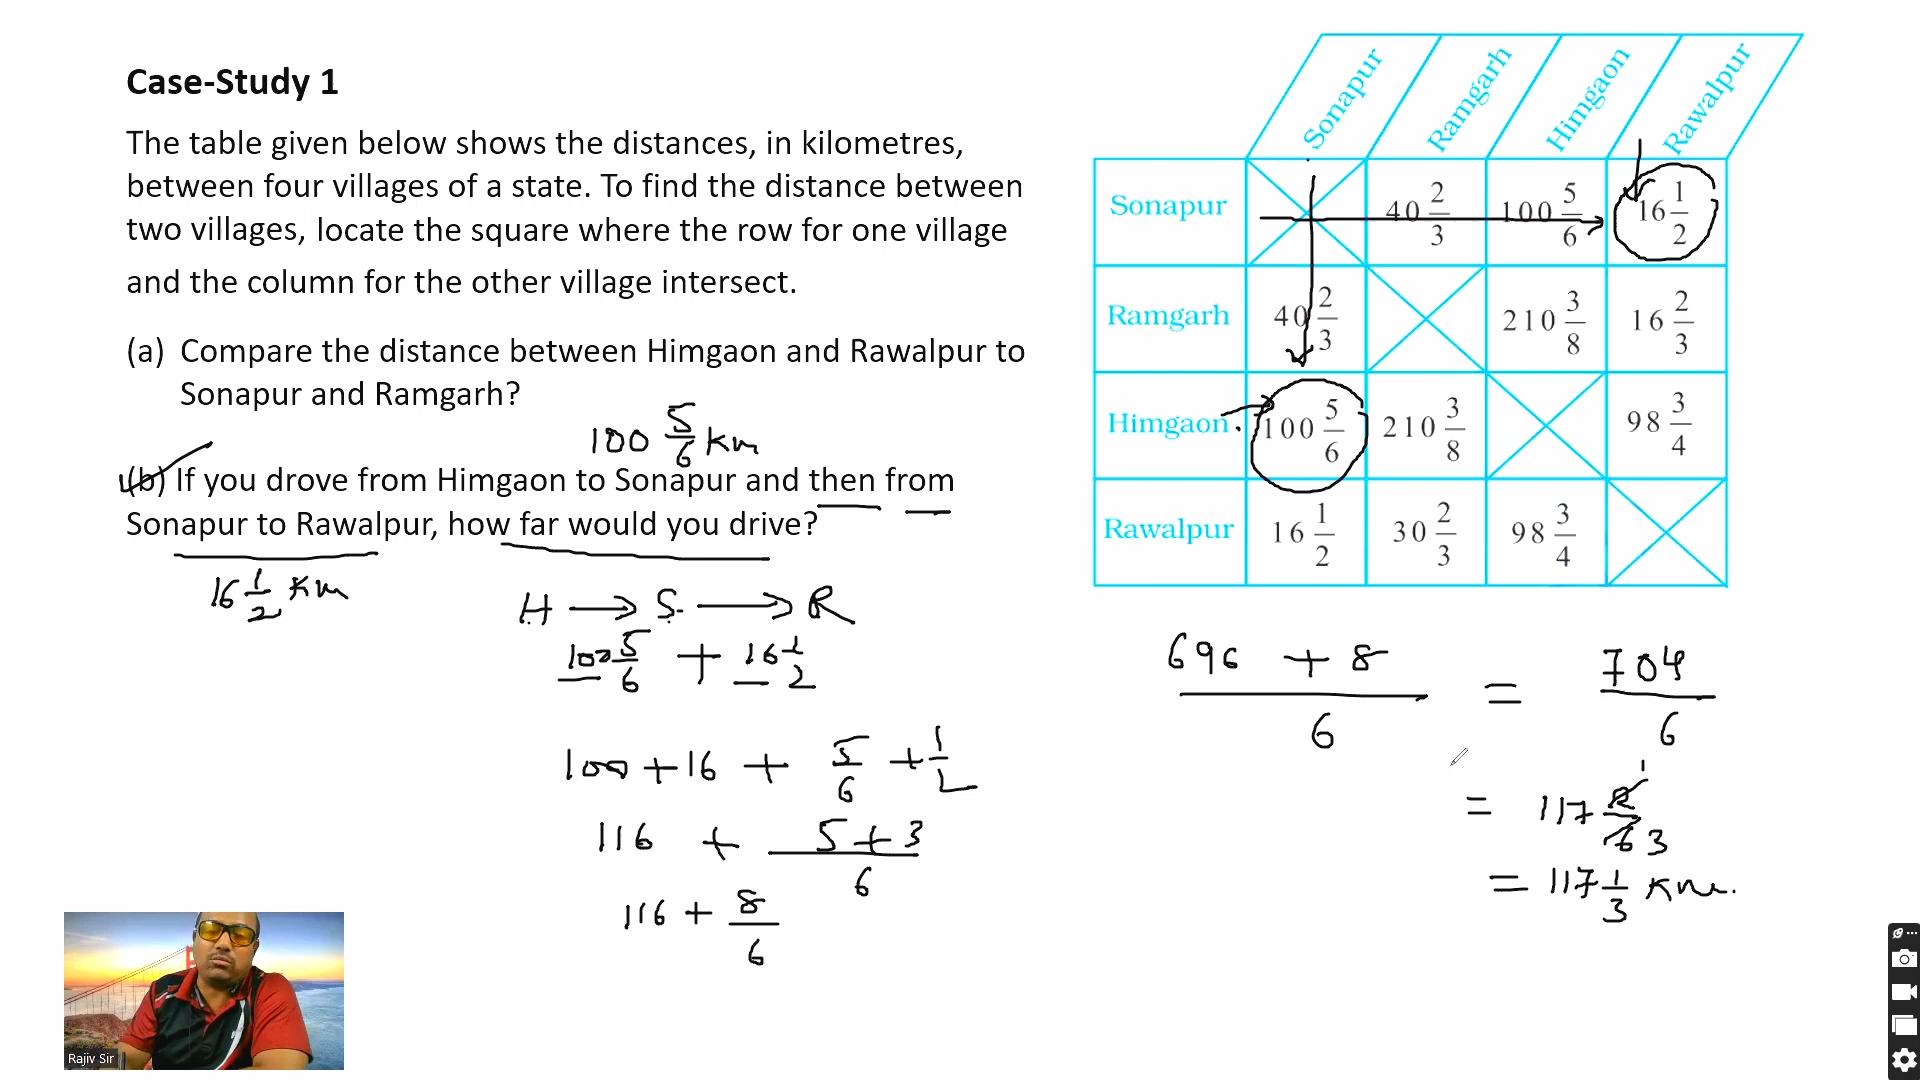 Case-Study 1
The table given below shows the distances, in kilometres,
between four villages of a state. To find the distance between
two villages, locate the square where the row for one village
and the column for the other village intersect.
(a) Compare the distance between Himgaon and Rawalpur to
Sonapur and Ramgarh?
100 5/6 Km
(b) If you drove from Himgaon to Sonapur and then from
Sonapur to Rawalpur, how far would you drive?
16 1/2 Km
H → S → R
100 5/6 + 16 1/2
100 + 16 + 5/6 + 1/2
116 + 5+3/6
116 + 8/6
Sonapur Ramgarh Himgaon Rawalpur
Sonapur 40 2/3 100 5/6 16 1/2
Ramgarh 40 2/3 210 3/8 16 2/3
Himgaon 100 5/6 210 3/8 98 3/4
Rawalpur 16 1/2 30 2/3 98 3/4
696 + 8/6 = 704/6
= 117 2/6 1 3
= 117 1/3 Km.
Rajiv Sir